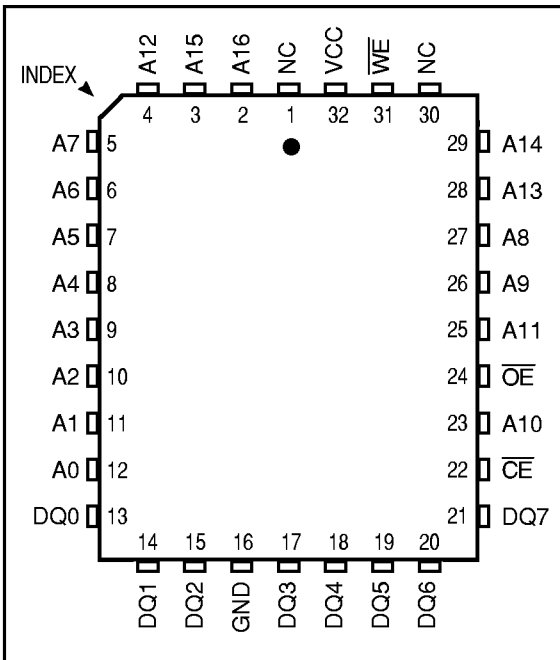 A12 A15 A16 NC VCC W̅E̅ NC
INDEX
4 3 2 1 32 31 30
A7 5 29 A14
A6 6 28 A13
A5 7 27 A8
A4 8 26 A9
A3 9 25 A11
A2 10 24 O̅E̅
A1 11 23 A10
A0 12 22 C̅E̅
DQ0 13 21 DQ7
14 15 16 17 18 19 20
DQ1 DQ2 GND DQ3 DQ4 DQ5 DQ6